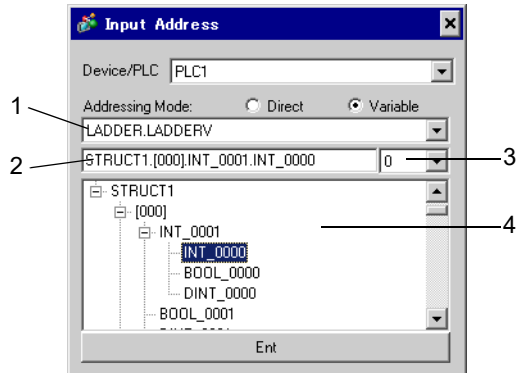 Input Address
Device/PLC PLC1
Addressing Mode: Direct Variable
1 LADDER.LADDERV
2 STRUCT1.[000].INT_0001.INT_0000 0 3
STRUCT1
[000]
INT_0001 4
INT_0000
BOOL_0000
DINT_0000
BOOL_0001
Ent